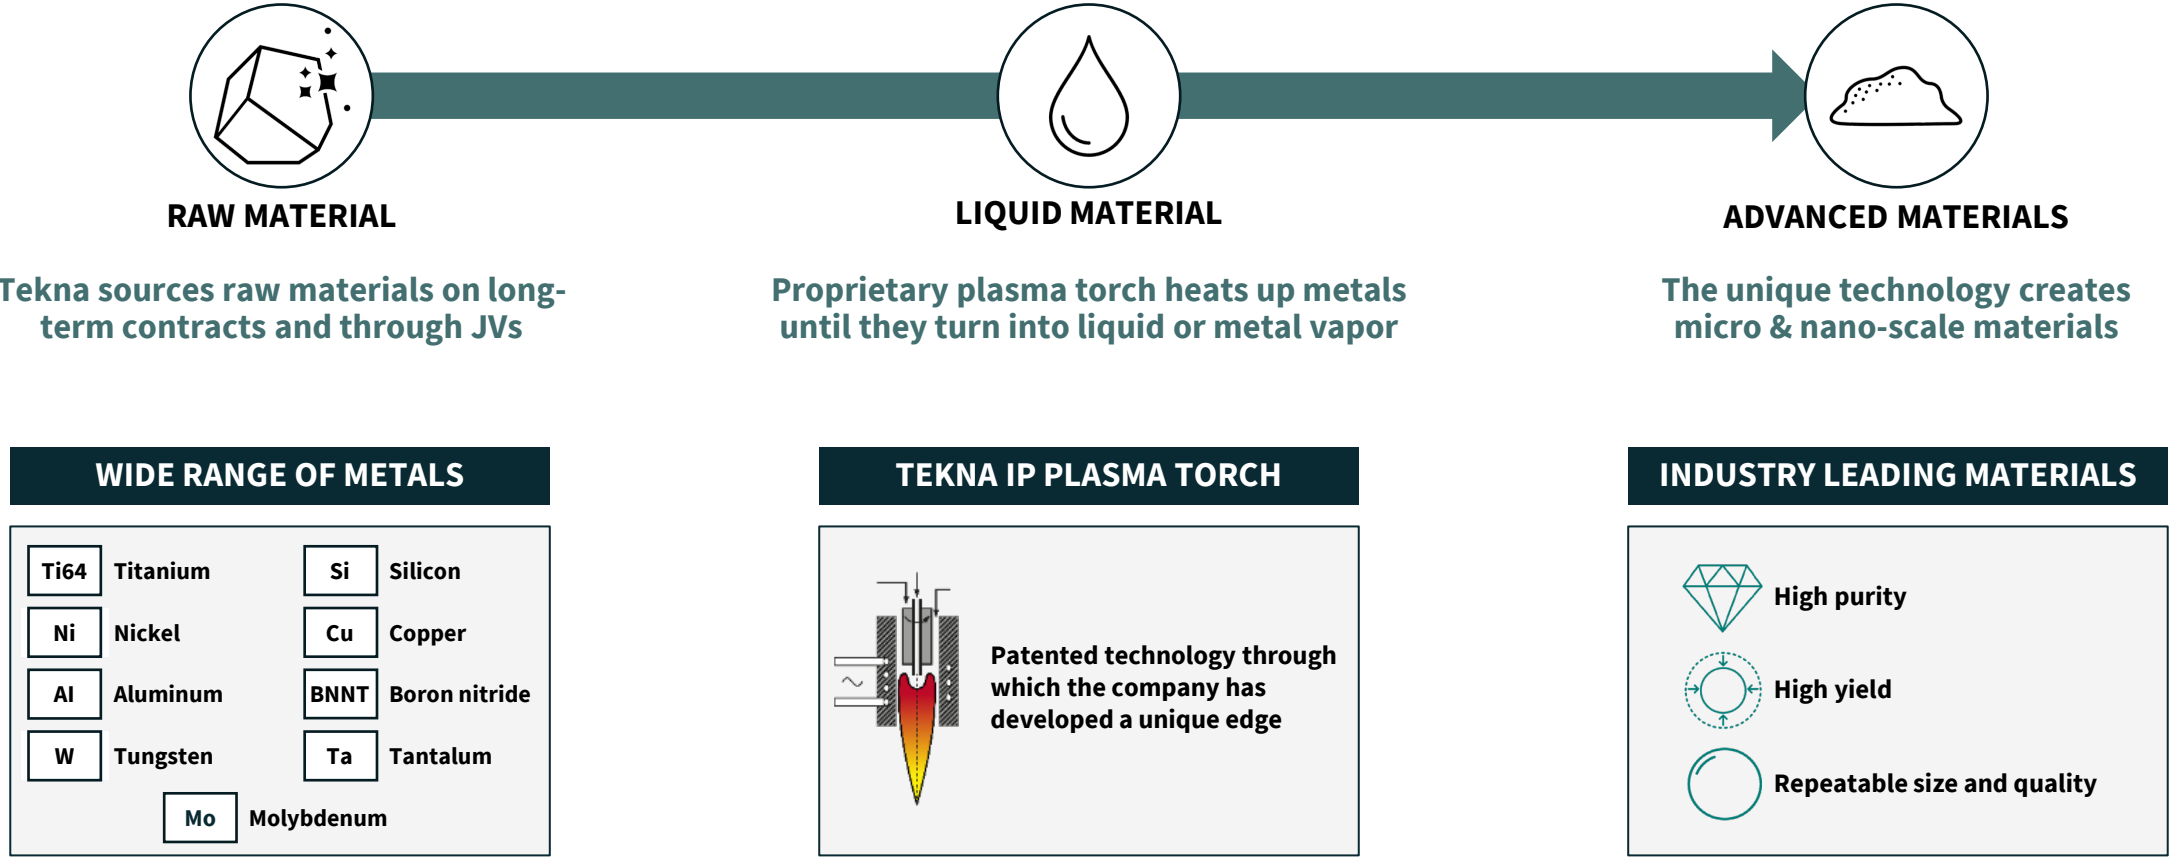 RAW MATERIAL
LIQUID MATERIAL
ADVANCED MATERIALS
Tekna sources raw materials on long-
term contracts and through JVs
Proprietary plasma torch heats up metals
until they turn into liquid or metal vapor
The unique technology creates
micro & nano-scale materials
WIDE RANGE OF METALS
Ti64 Titanium
Si Silicon
Ni Nickel
Cu Copper
Al Aluminum
BNNT Boron nitride
W Tungsten
Ta Tantalum
Mo Molybdenum
TEKNA IP PLASMA TORCH
Patented technology through
which the company has
developed a unique edge
INDUSTRY LEADING MATERIALS
High purity
High yield
Repeatable size and quality